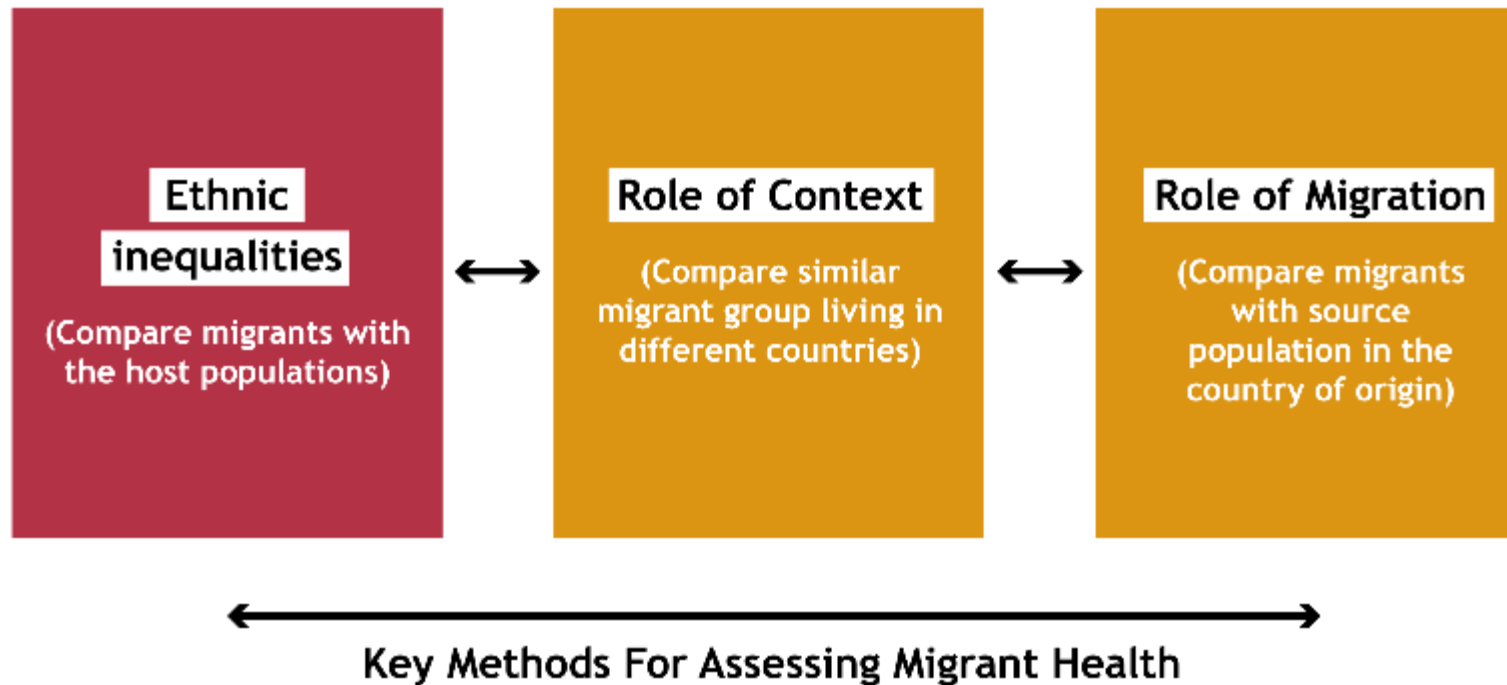 Ethnic
inequalities
(Compare migrants with
the host populations)
Role of Context
(Compare similar
migrant group living in
different countries)
Role of Migration
(Compare migrants
with source
population in the
country of origin)
Key Methods For Assessing Migrant Health